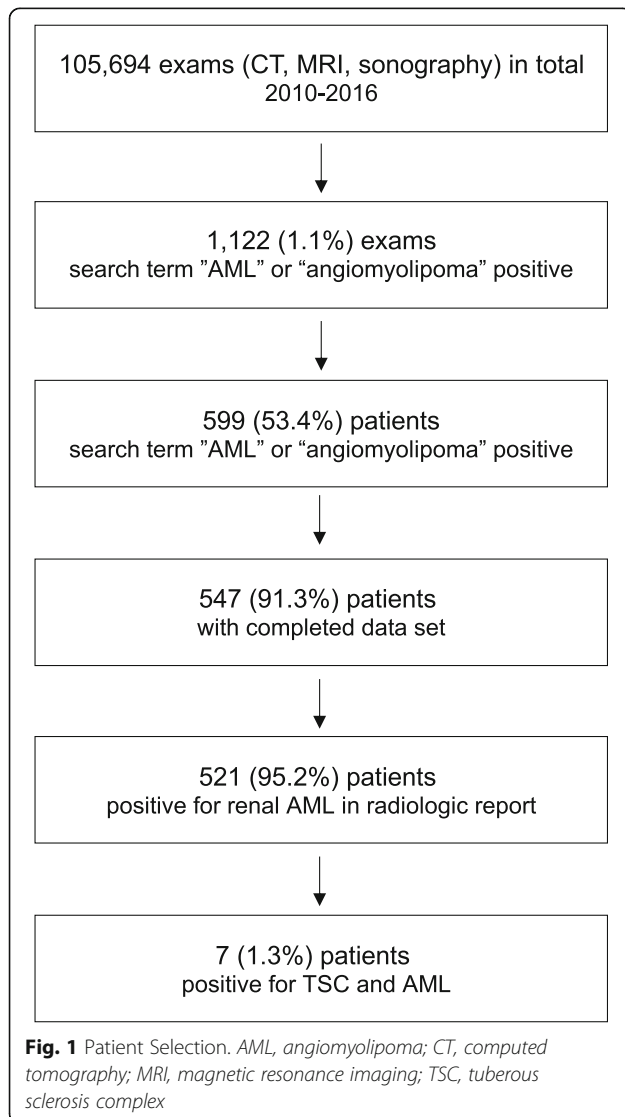 105,694 exams (CT, MRI, sonography) in total
2010-2016
1,122 (1.1%) exams
search term ”AML” or “angiomyolipoma” positive
599 (53.4%) patients
search term ”AML” or “angiomyolipoma” positive
547 (91.3%) patients
with completed data set
521 (95.2%) patients
positive for renal AML in radiologic report
7 (1.3%) patients
positive for TSC and AML
Fig. 1 Patient Selection. AML, angiomyolipoma; CT, computed
tomography; MRI, magnetic resonance imaging; TSC, tuberous
sclerosis complex